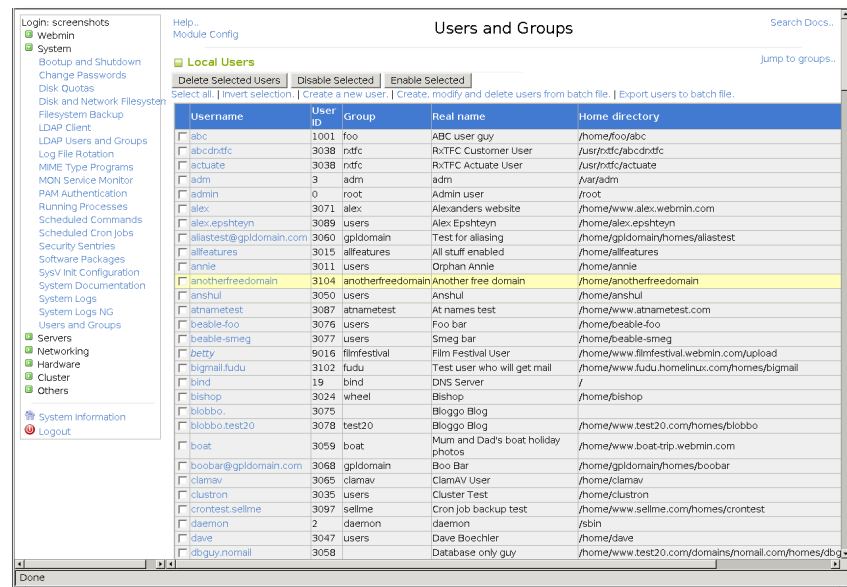 Login: screenshots
Webmin
System
Bootup and Shutdown
Change Passwords
Disk Quotas
Disk and Network Filesystem
Filesystem Backup
LDAP Client
LDAP Users and Groups
Log File Rotation
MIME Type Programs
MON Service Monitor
PAM Authentication
Running Processes
Scheduled Commands
Scheduled Cron Jobs
Security Sentries
Software Packages
SysV Init Configuration
System Documentation
System Logs
System Logs NG
Users and Groups
Servers
Networking
Hardware
Cluster
Others
System Information
Logout
Help..
Module Config
Users and Groups
Search Docs..
Local Users
Jump to groups..
Delete Selected Users Disable Selected Enable Selected
Select all. | Invert selection. | Create a new user. | Create, modify and delete users from batch file. | Export users to batch file.
Username User ID Group Real name Home directory
abc 1001 foo ABC user guy /home/foo/abc
abcdrxtfc 3038 rxtfc RxTFC Customer User /usr/rxtfc/abcdrxtfc
actuate 3038 rxtfc RxTFC Actuate User /usr/rxtfc/actuate
adm 3 adm adm /var/adm
admin 0 root Admin user /root
alex 3071 alex Alexanders website /home/www.alex.webmin.com
alex.epshteyn 3089 users Alex Epshteyn /home/alex.epshteyn
aliastest@gpldomain.com 3060 gpldomain Test for aliasing /home/gpldomain/homes/aliastest
allfeatures 3015 allfeatures All stuff enabled /home/allfeatures
annie 3011 users Orphan Annie /home/annie
anotherfreedomain 3104 anotherfreedomain Another free domain /home/anotherfreedomain
anshul 3050 users Anshul /home/anshul
atnametest 3087 atnametest At names test /home/www.atnametest.com
beable-foo 3076 users Foo bar /home/beable-foo
beable-smeg 3077 users Smeg bar /home/beable-smeg
betty 9016 filmfestival Film Festival User /home/www.filmfestival.webmin.com/upload
bigmail.fudu 3102 fudu Test user who will get mail /home/www.fudu.homelinux.com/homes/bigmail
bind 19 bind DNS Server /
bishop 3024 wheel Bishop /home/bishop
blobbo. 3075 Bloggo Blog
blobbo.test20 3078 test20 Bloggo Blog /home/www.test20.com/homes/blobbo
boat 3059 boat Mum and Dad's boat holiday photos /home/www.boat-trip.webmin.com
boobar@gpldomain.com 3068 gpldomain Boo Bar /home/gpldomain/homes/boobar
clamav 3065 clamav ClamAV User /home/clamav
clustron 3035 users Cluster Test /home/clustron
crontest.sellme 3097 sellme Cron job backup test /home/www.sellme.com/homes/crontest
daemon 2 daemon daemon /sbin
dave 3047 users Dave Boechler /home/dave
dbguy.nomail 3058 Database only guy /home/www.test20.com/domains/nomail.com/homes/dbg
Done